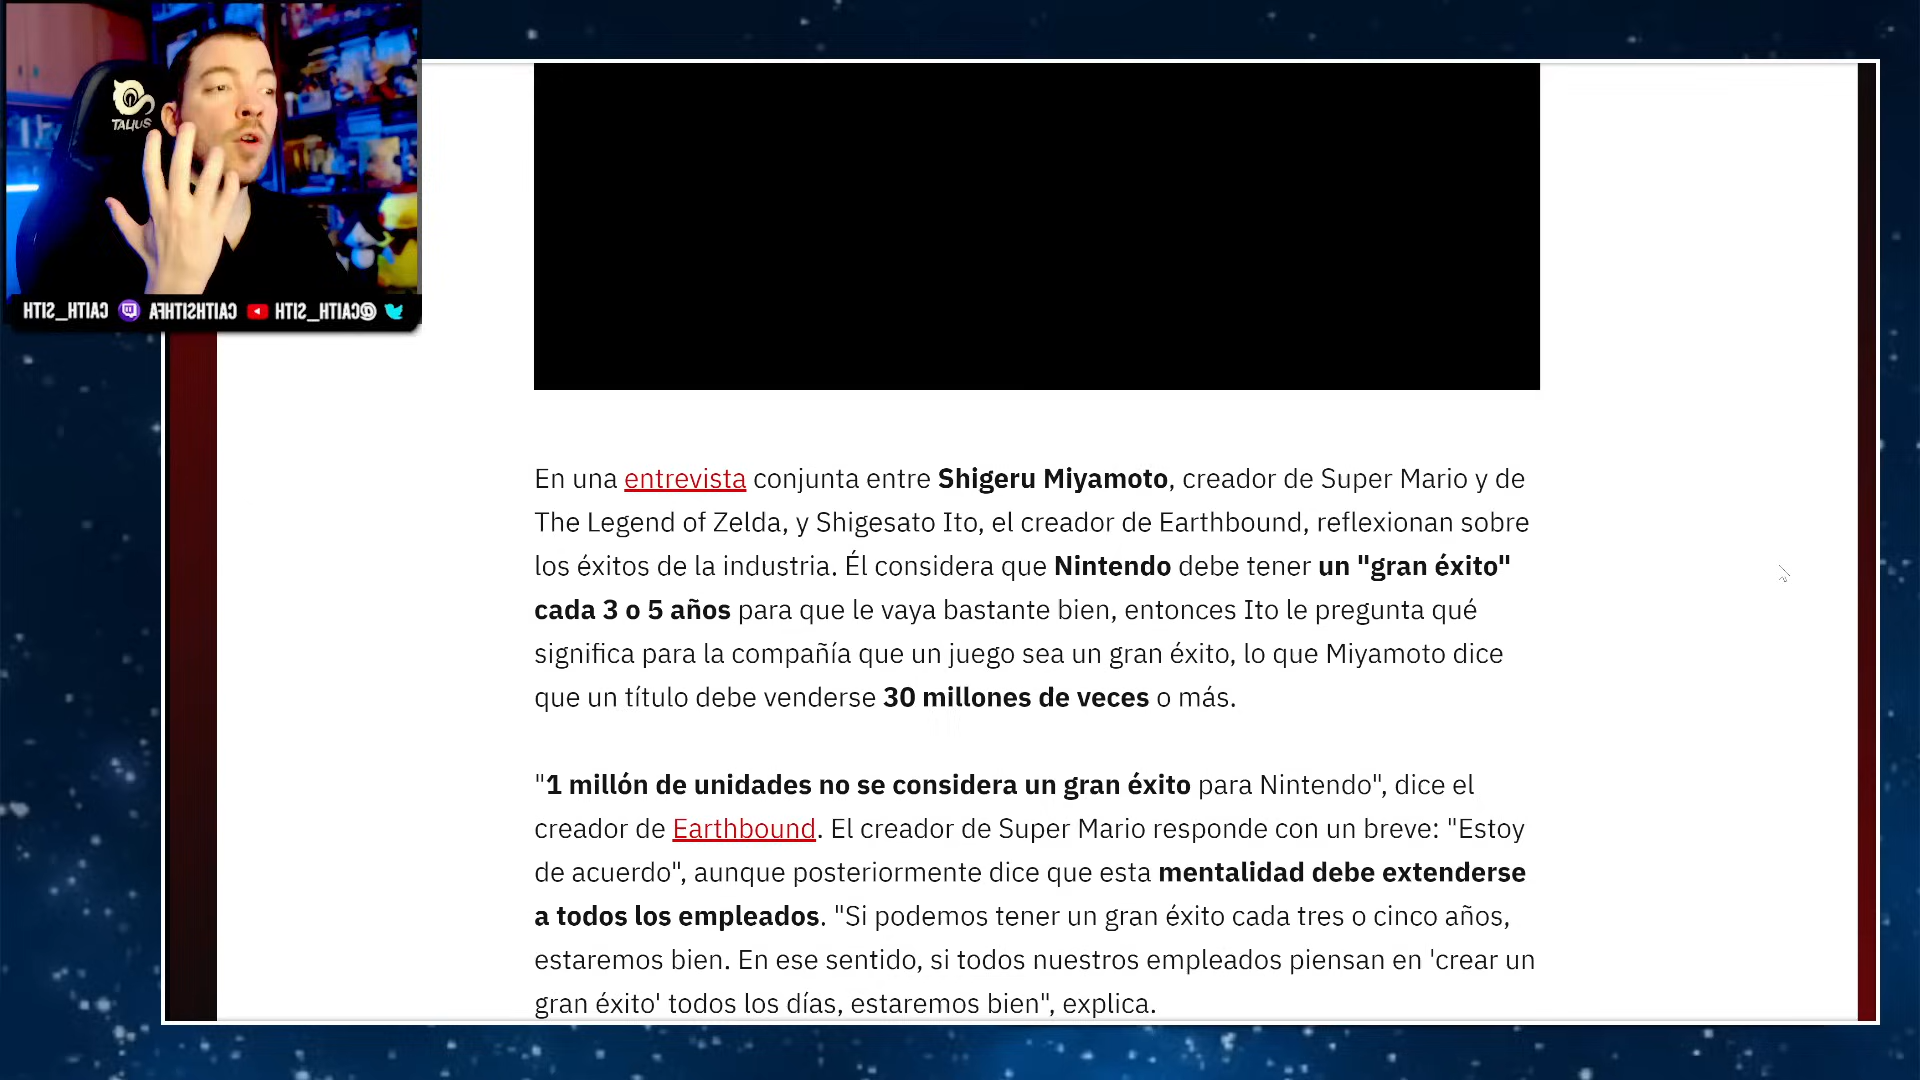 TALIUS
CAITH_SITH CAITHSITHFA @CAITH_SITH
En una entrevista conjunta entre Shigeru Miyamoto, creador de Super Mario y de
The Legend of Zelda, y Shigesato Ito, el creador de Earthbound, reflexionan sobre
los éxitos de la industria. Él considera que Nintendo debe tener un "gran éxito"
cada 3 o 5 años para que le vaya bastante bien, entonces Ito le pregunta qué
significa para la compañía que un juego sea un gran éxito, lo que Miyamoto dice
que un título debe venderse 30 millones de veces o más.
"1 millón de unidades no se considera un gran éxito para Nintendo", dice el
creador de Earthbound. El creador de Super Mario responde con un breve: "Estoy
de acuerdo", aunque posteriormente dice que esta mentalidad debe extenderse
a todos los empleados. "Si podemos tener un gran éxito cada tres o cinco años,
estaremos bien. En ese sentido, si todos nuestros empleados piensan en 'crear un
gran éxito' todos los días, estaremos bien", explica.